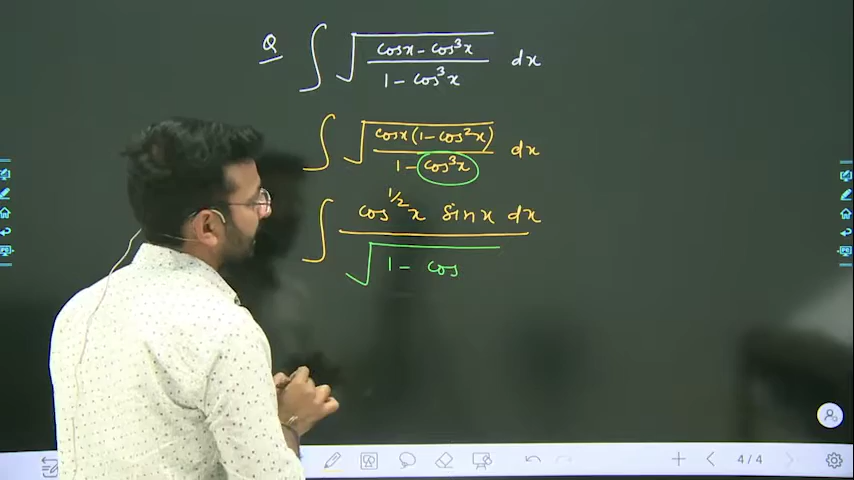 Q ∫ √((cosx - cos³x)/(1 - cos³x)) dx
∫ √((cosx(1 - cos²x))/(1 - cos³x)) dx
∫ (cos^{1/2}x sinx dx)/√(1 - cos
4/4